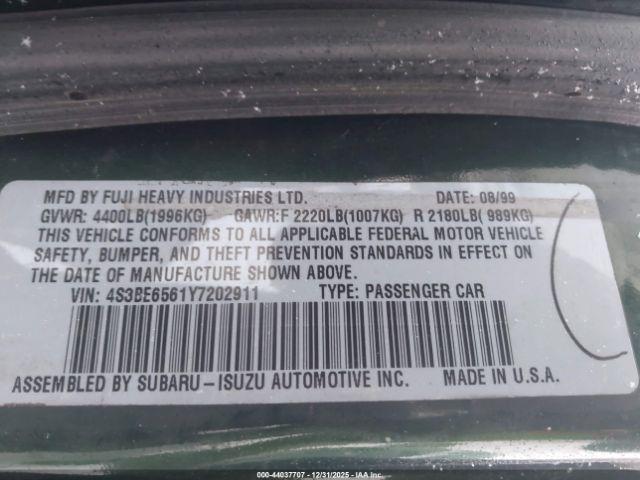 MFD BY FUJI HEAVY INDUSTRIES LTD. DATE: 08/99
GVWR: 4400LB(1996KG) GAWR:F 2220LB(1007KG) R 2180LB( 989KG)
THIS VEHICLE CONFORMS TO ALL APPLICABLE FEDERAL MOTOR VEHICLE
SAFETY, BUMPER, AND THEFT PREVENTION STANDARDS IN EFFECT ON
THE DATE OF MANUFACTURE SHOWN ABOVE.
VIN: 4S3BE6561Y7202911 TYPE: PASSENGER CAR
ASSEMBLED BY SUBARU-ISUZU AUTOMOTIVE INC. MADE IN U.S.A.
000-44037707 - 12/31/2025 - IAAI.COM